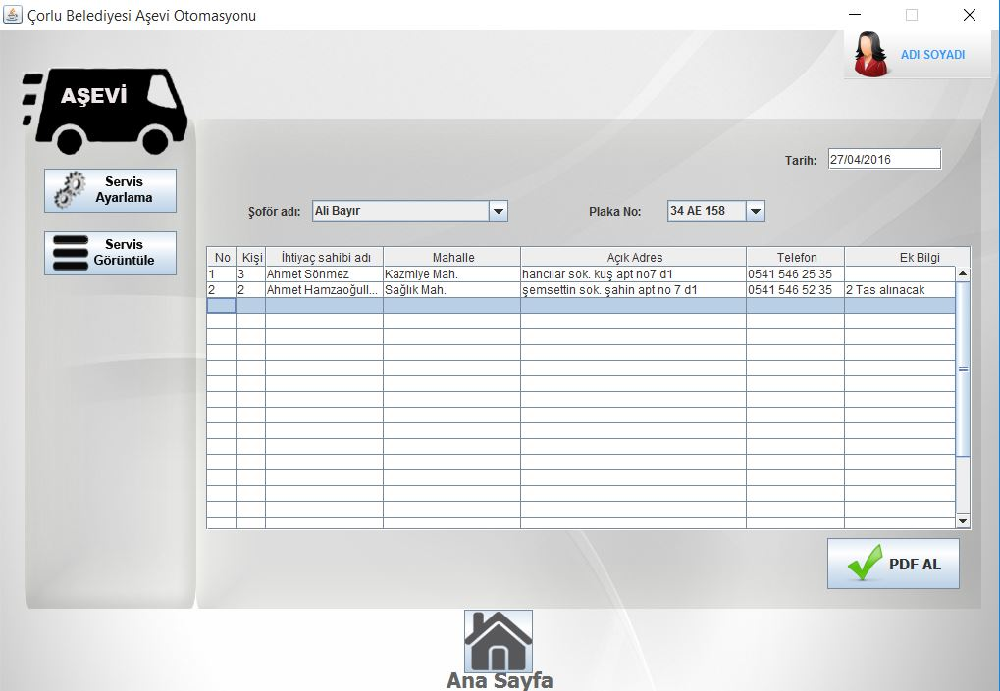 Çorlu Belediyesi Aşevi Otomasyonu
ADI SOYADI
AŞEVİ
Servis
Ayarlama
Servis
Görüntüle
Tarih: 27/04/2016
Şoför adı: Ali Bayır Plaka No: 34 AE 158
No Kişi İhtiyaç sahibi adı Mahalle Açık Adres Telefon Ek Bilgi
1 3 Ahmet Sönmez Kazmiye Mah. hancılar sok. kuş apt no7 d1 0541 546 25 35
2 2 Ahmet Hamzaoğull... Sağlık Mah. şemsettin sok. şahin apt no 7 d1 0541 546 52 35 2 Tas alınacak
PDF AL
Ana Sayfa